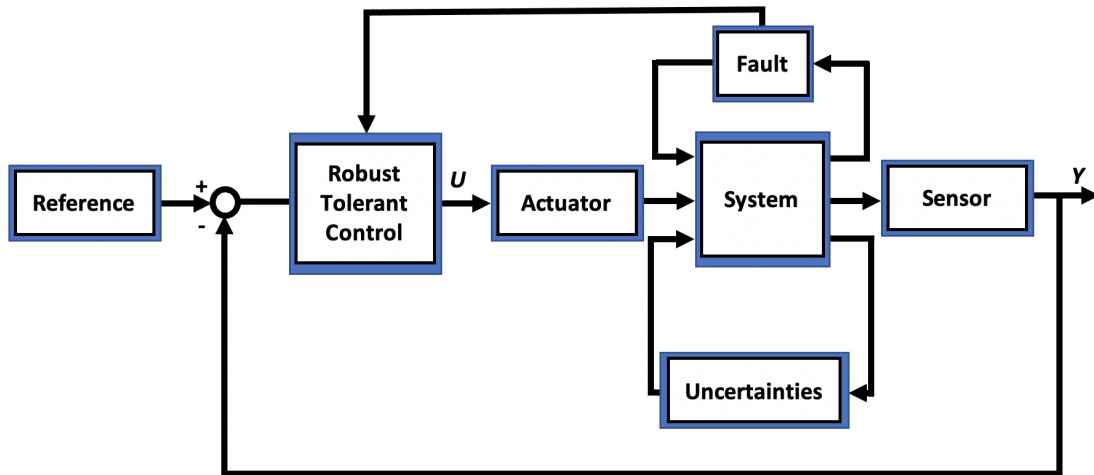 Fault
Reference
+
-
Robust
Tolerant
Control
U
Actuator
System
Sensor
Y
Uncertainties